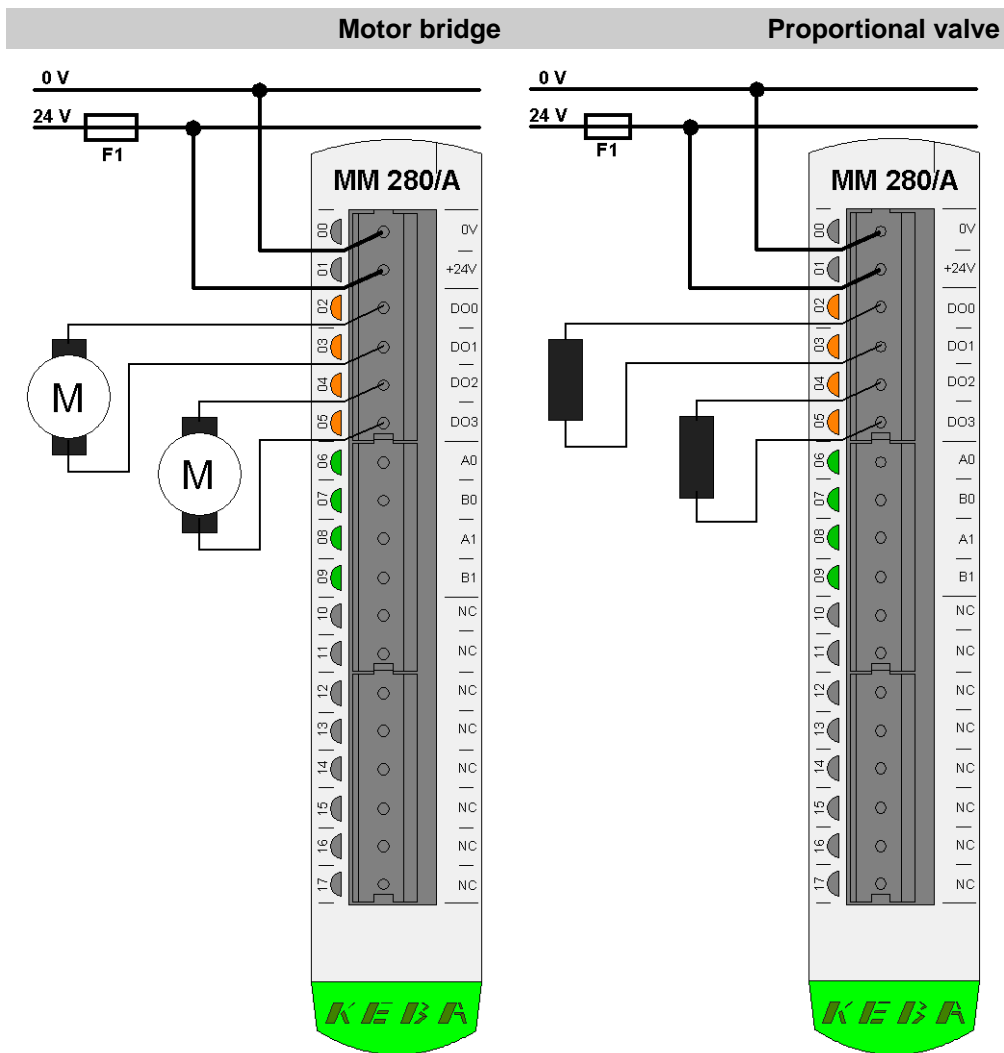 Motor bridge
0 V
24 V
F1
M
M
MM 280/A
00 0V
01 +24V
02 DO0
03 DO1
04 DO2
05 DO3
06 A0
07 B0
08 A1
09 B1
10 NC
11 NC
12 NC
13 NC
14 NC
15 NC
16 NC
17 NC
KEBA
Proportional valve
0 V
24 V
F1
MM 280/A
00 0V
01 +24V
02 DO0
03 DO1
04 DO2
05 DO3
06 A0
07 B0
08 A1
09 B1
10 NC
11 NC
12 NC
13 NC
14 NC
15 NC
16 NC
17 NC
KEBA